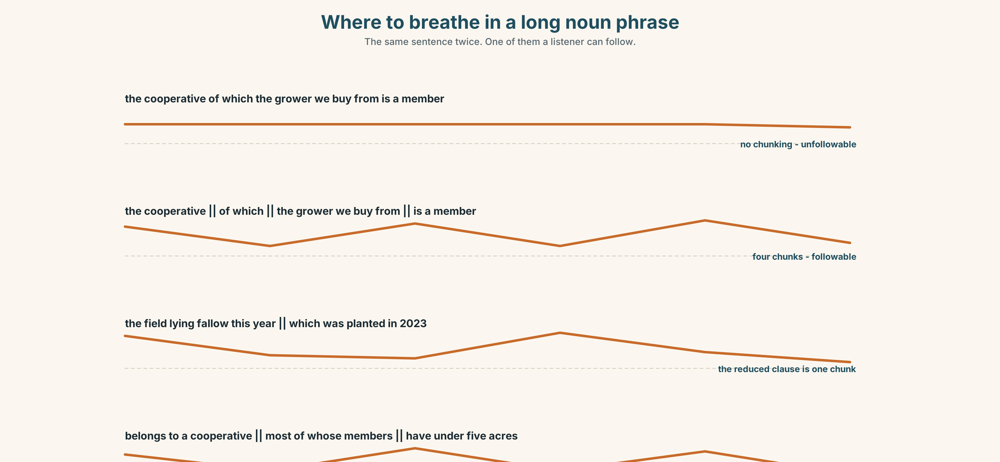 Where to breathe in a long noun phrase
The same sentence twice. One of them a listener can follow.
the cooperative of which the grower we buy from is a member
no chunking - unfollowable
the cooperative || of which || the grower we buy from || is a member
four chunks - followable
the field lying fallow this year || which was planted in 2023
the reduced clause is one chunk
belongs to a cooperative || most of whose members || have under five acres